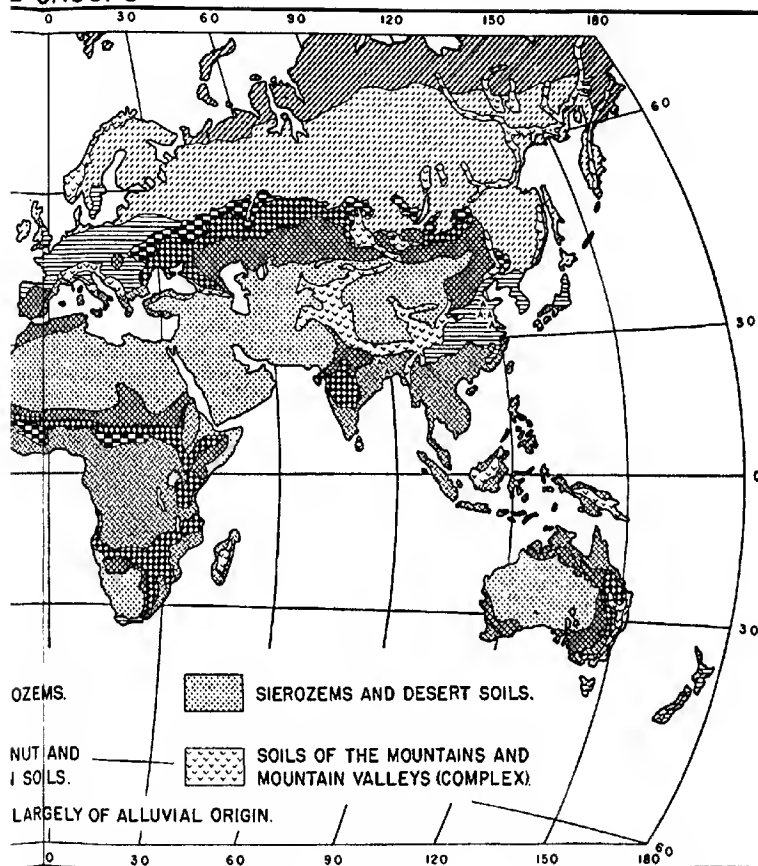 0 30 60 90 120 150 180
60
30
0
30
OZEMS.
SIEROZEMS AND DESERT SOILS.
NUT AND
SOILS.
SOILS OF THE MOUNTAINS AND
MOUNTAIN VALLEYS (COMPLEX).
LARGELY OF ALLUVIAL ORIGIN.
60
0 30 60 90 120 150 180